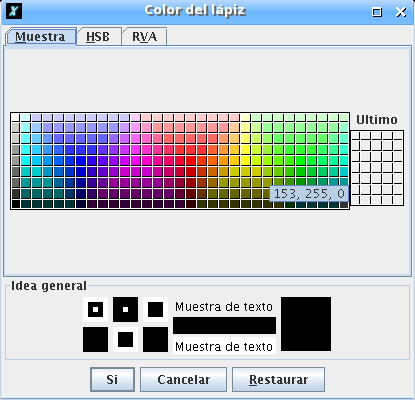 Color del lápiz
Muestra HSB RVA
Ultimo
153, 255, 0
Idea general
Muestra de texto
Muestra de texto
Si Cancelar Restaurar